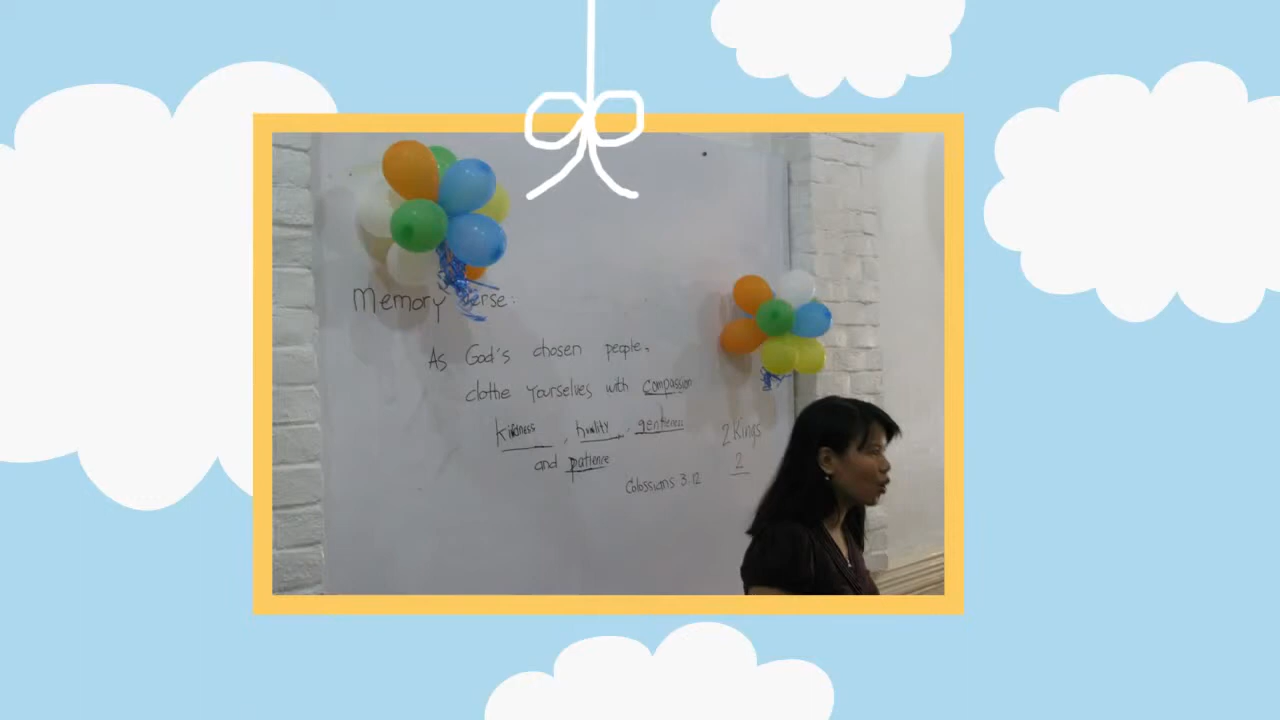 Memory Verse:
As God's chosen people,
clothe yourselves with compassion
kindness, humility, gentleness
and patience
Colossians 3:12
2 Kings
2